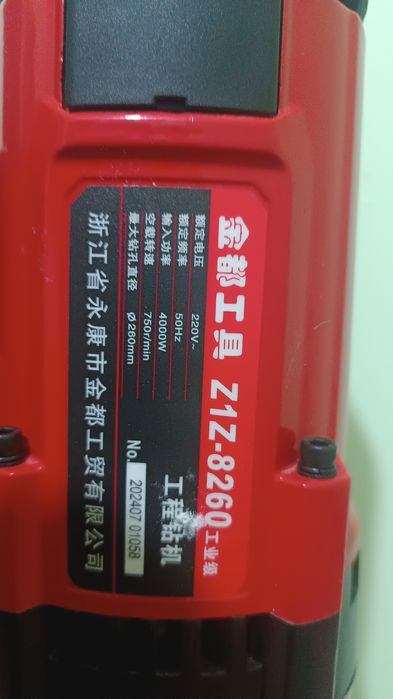 金都工具 Z1Z-8260 工业级
额定电压 220V~
额定频率 50Hz
输入功率 4000W
空载转速 750r/min
最大钻孔直径 ϕ260mm
工程钻机
No. 202407 01058
浙江省永康市金都工贸有限公司